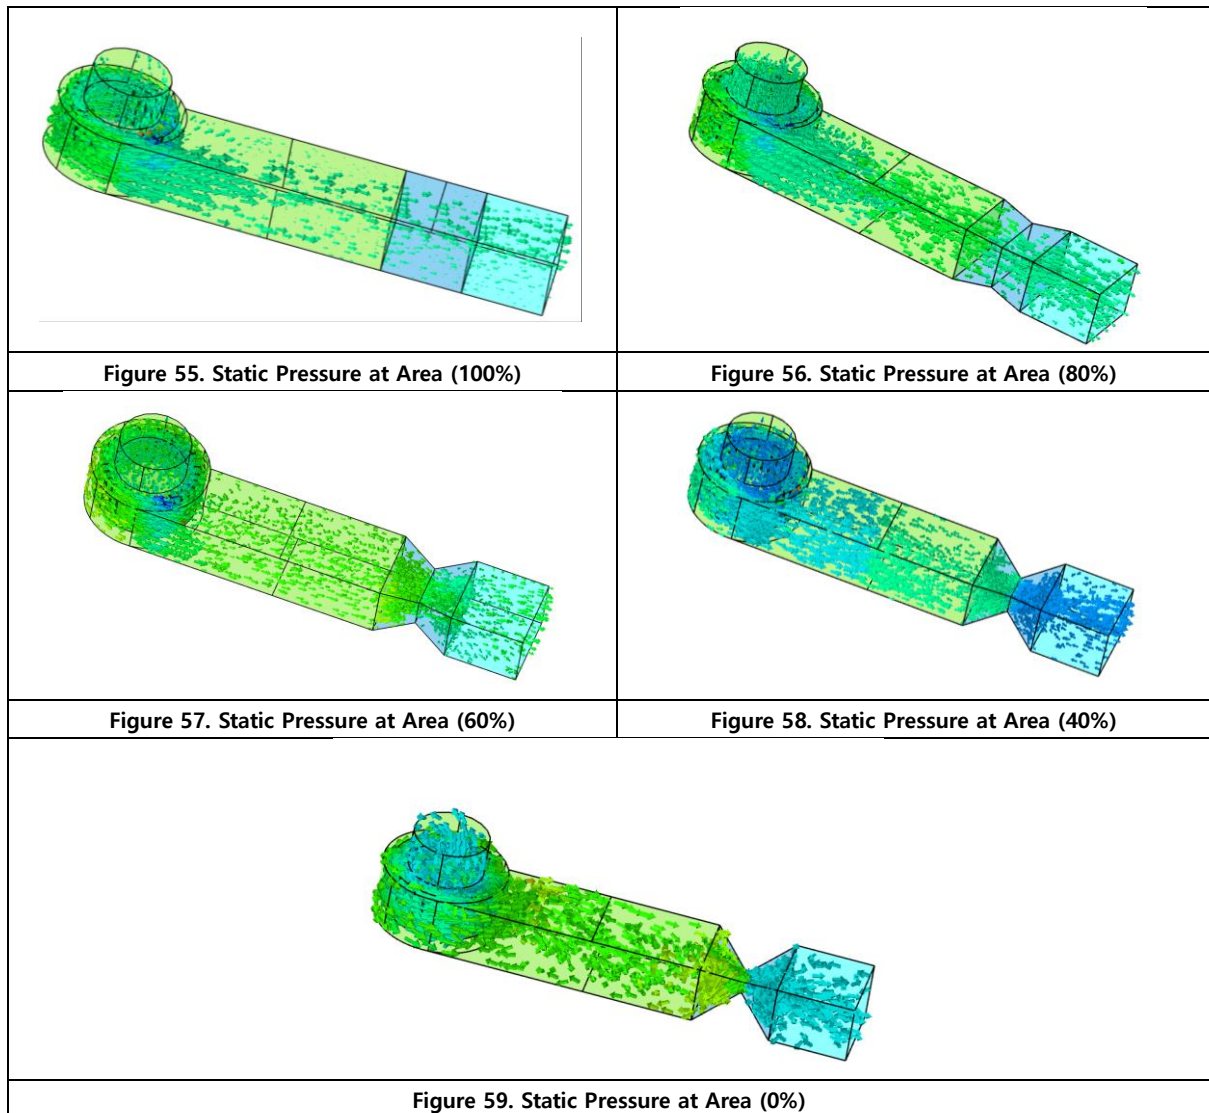 Figure 55. Static Pressure at Area (100%)
Figure 56. Static Pressure at Area (80%)
Figure 57. Static Pressure at Area (60%)
Figure 58. Static Pressure at Area (40%)
Figure 59. Static Pressure at Area (0%)